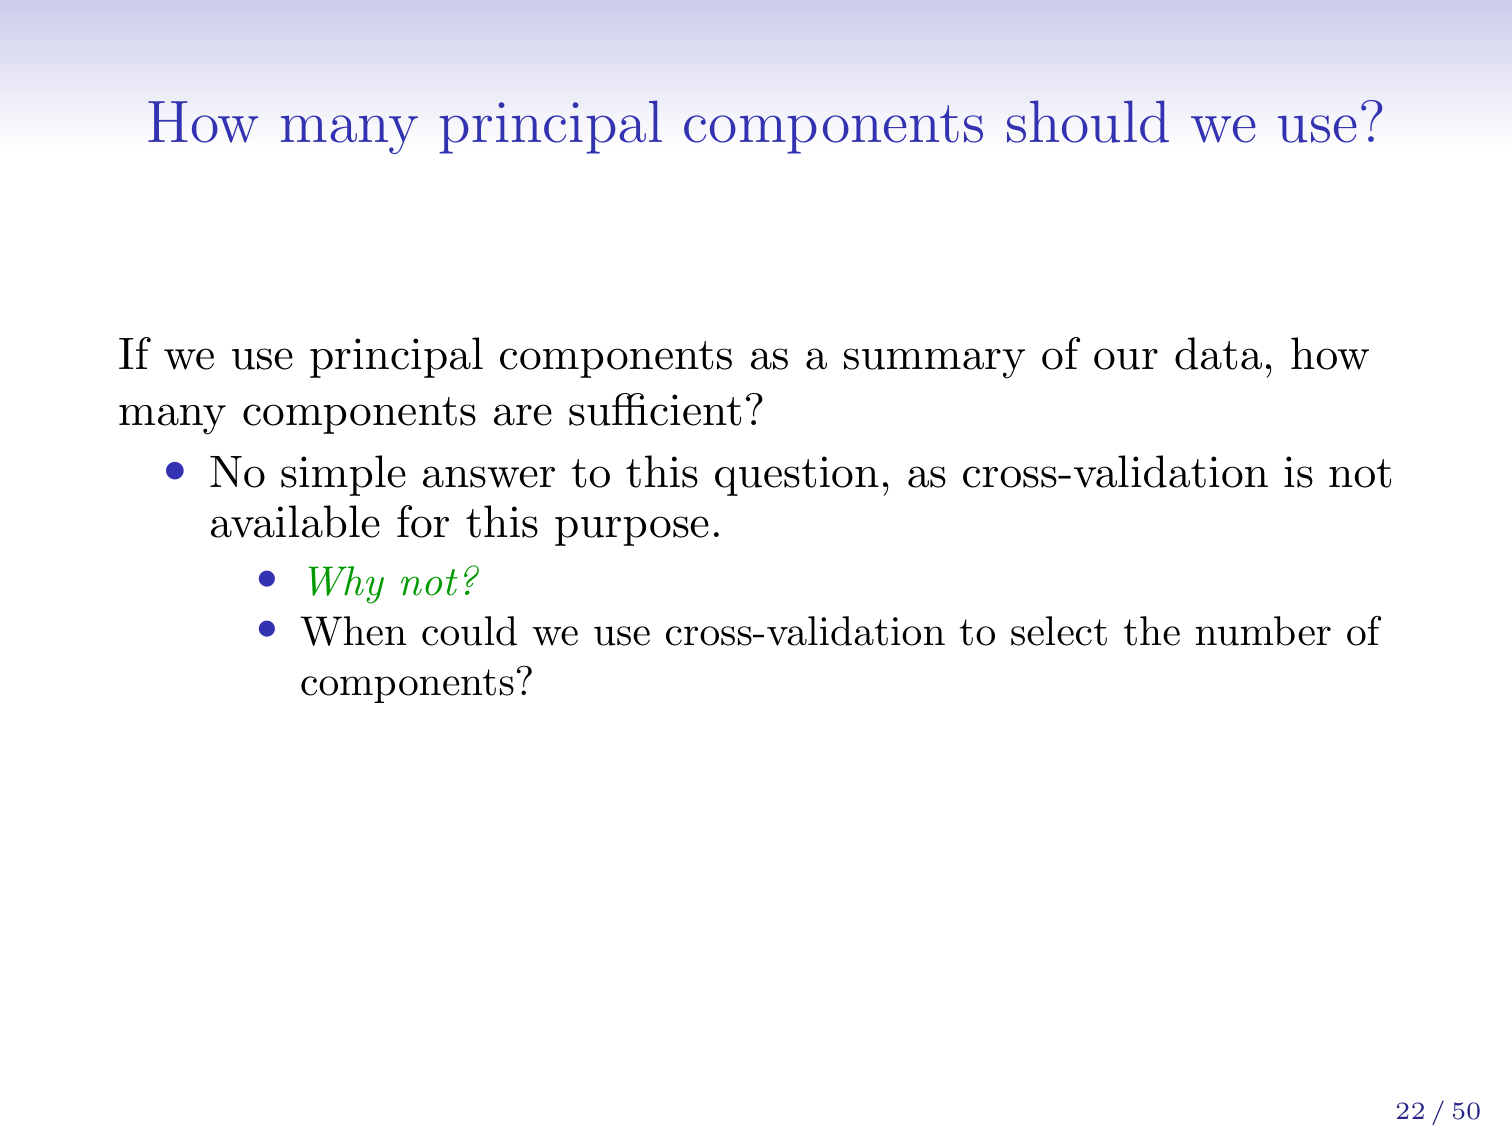 How many principal components should we use?
If we use principal components as a summary of our data, how
many components are sufficient?
• No simple answer to this question, as cross-validation is not
available for this purpose.
• Why not?
• When could we use cross-validation to select the number of
components?
22 / 50